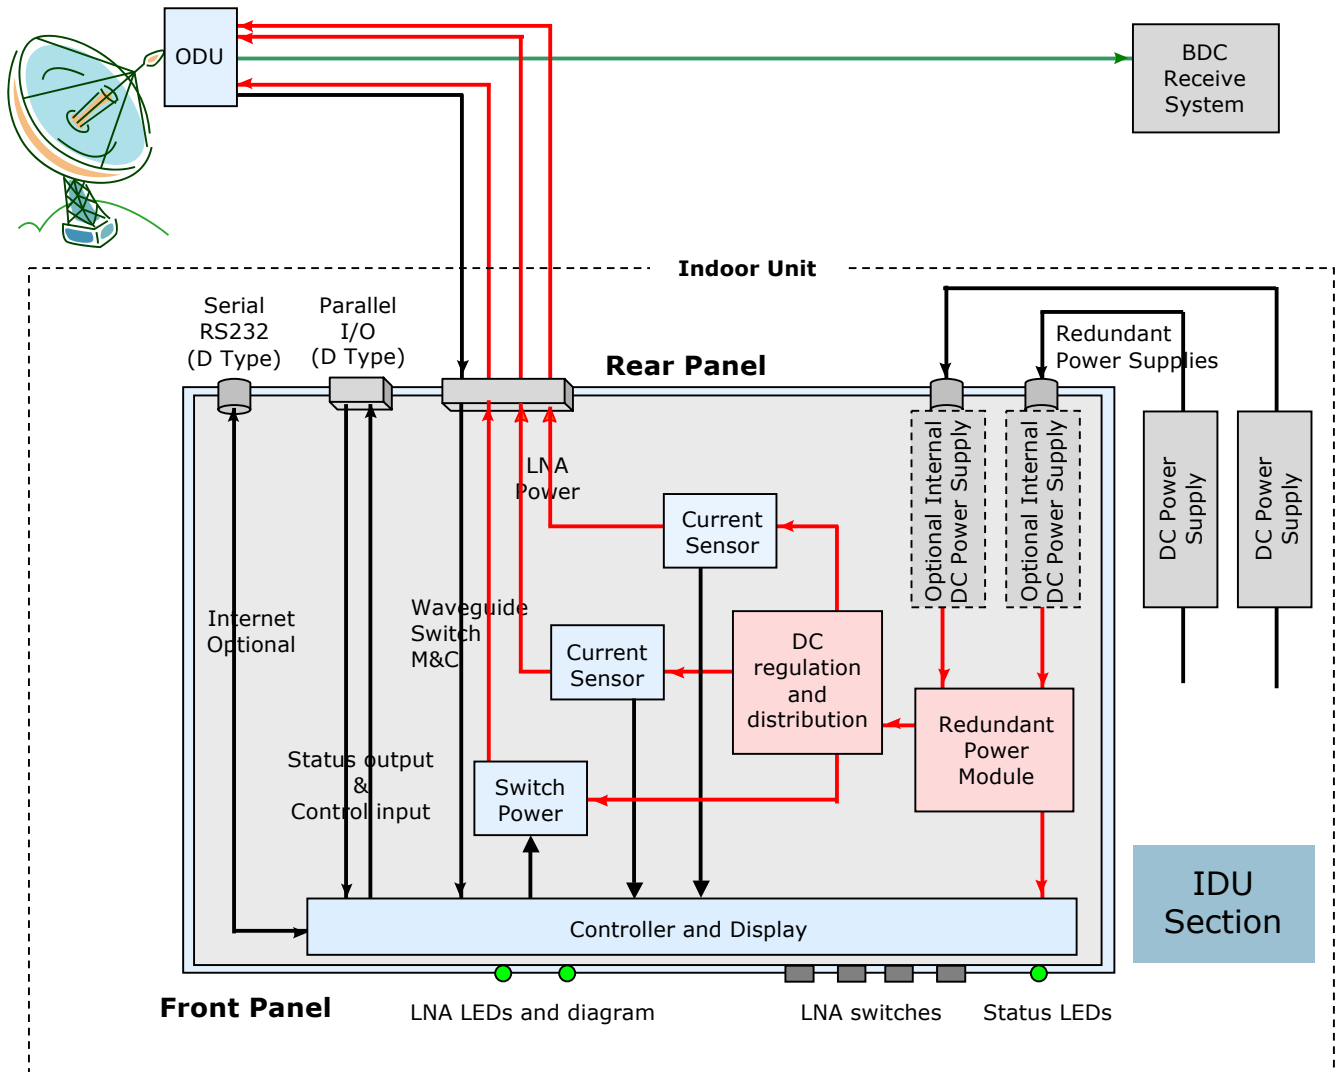 ODU
BDC
Receive
System
Indoor Unit
Serial
RS232
(D Type)
Parallel
I/O
(D Type)
Rear Panel
Redundant
Power Supplies
LNA
Power
Current
Sensor
Optional Internal
DC Power Supply
Optional Internal
DC Power Supply
DC Power
Supply
DC Power
Supply
Internet
Optional
Waveguide
Switch
M&C
Current
Sensor
DC
regulation
and
distribution
Redundant
Power
Module
Status output
&
Control input
Switch
Power
IDU
Section
Controller and Display
Front Panel
LNA LEDs and diagram
LNA switches
Status LEDs